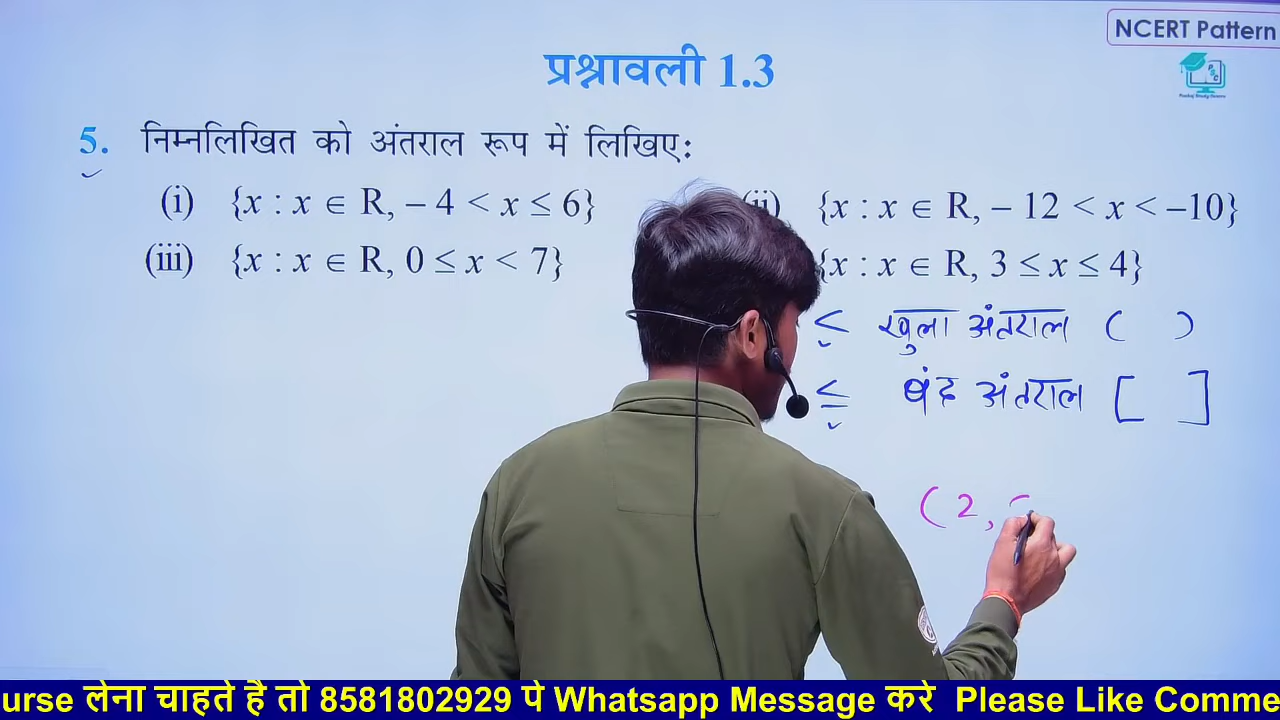 NCERT Pattern
प्रश्नावली 1.3
5. निम्नलिखित को अंतराल रूप में लिखिए:
(i) {x : x ∈ R, – 4 < x ≤ 6} (ii) {x : x ∈ R, – 12 < x < –10}
(iii) {x : x ∈ R, 0 ≤ x < 7} {x : x ∈ R, 3 ≤ x ≤ 4}
< खुला अंतराल ( )
≤ बंद अंतराल [ ]
( 2 ,
urse लेना चाहते है तो 8581802929 पे Whatsapp Message करे Please Like Comme